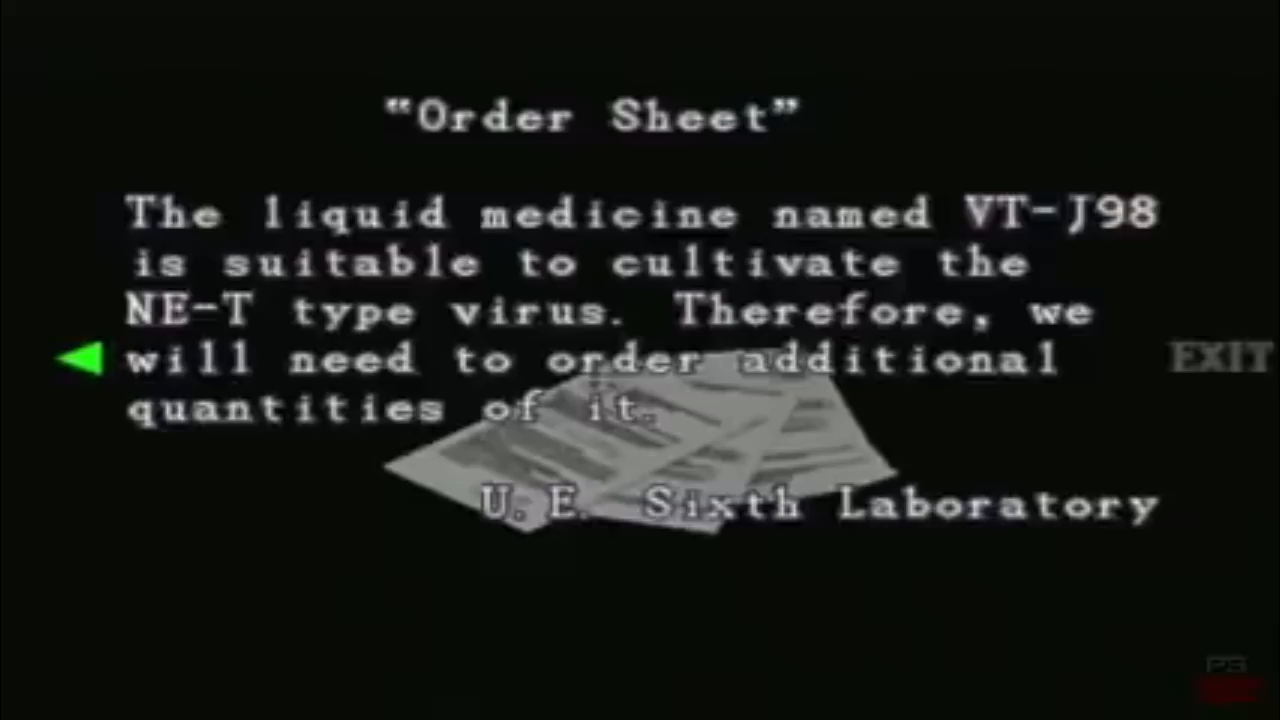 "Order Sheet"
The liquid medicine named VT-J98
is suitable to cultivate the
NE-T type virus. Therefore, we
will need to order additional
quantities of it.
EXIT
U. E. Sixth Laboratory